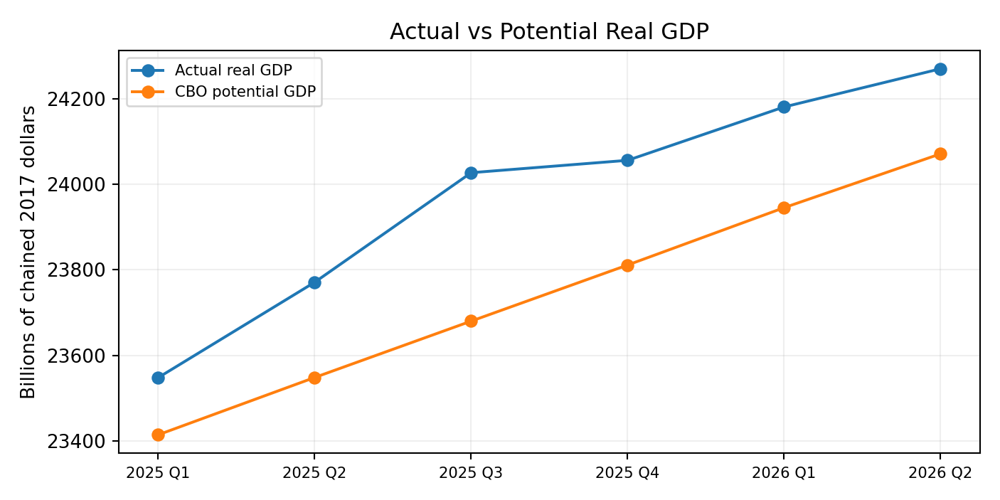 Actual vs Potential Real GDP
Actual real GDP
CBO potential GDP
Billions of chained 2017 dollars
24200
24000
23800
23600
23400
2025 Q1
2025 Q2
2025 Q3
2025 Q4
2026 Q1
2026 Q2